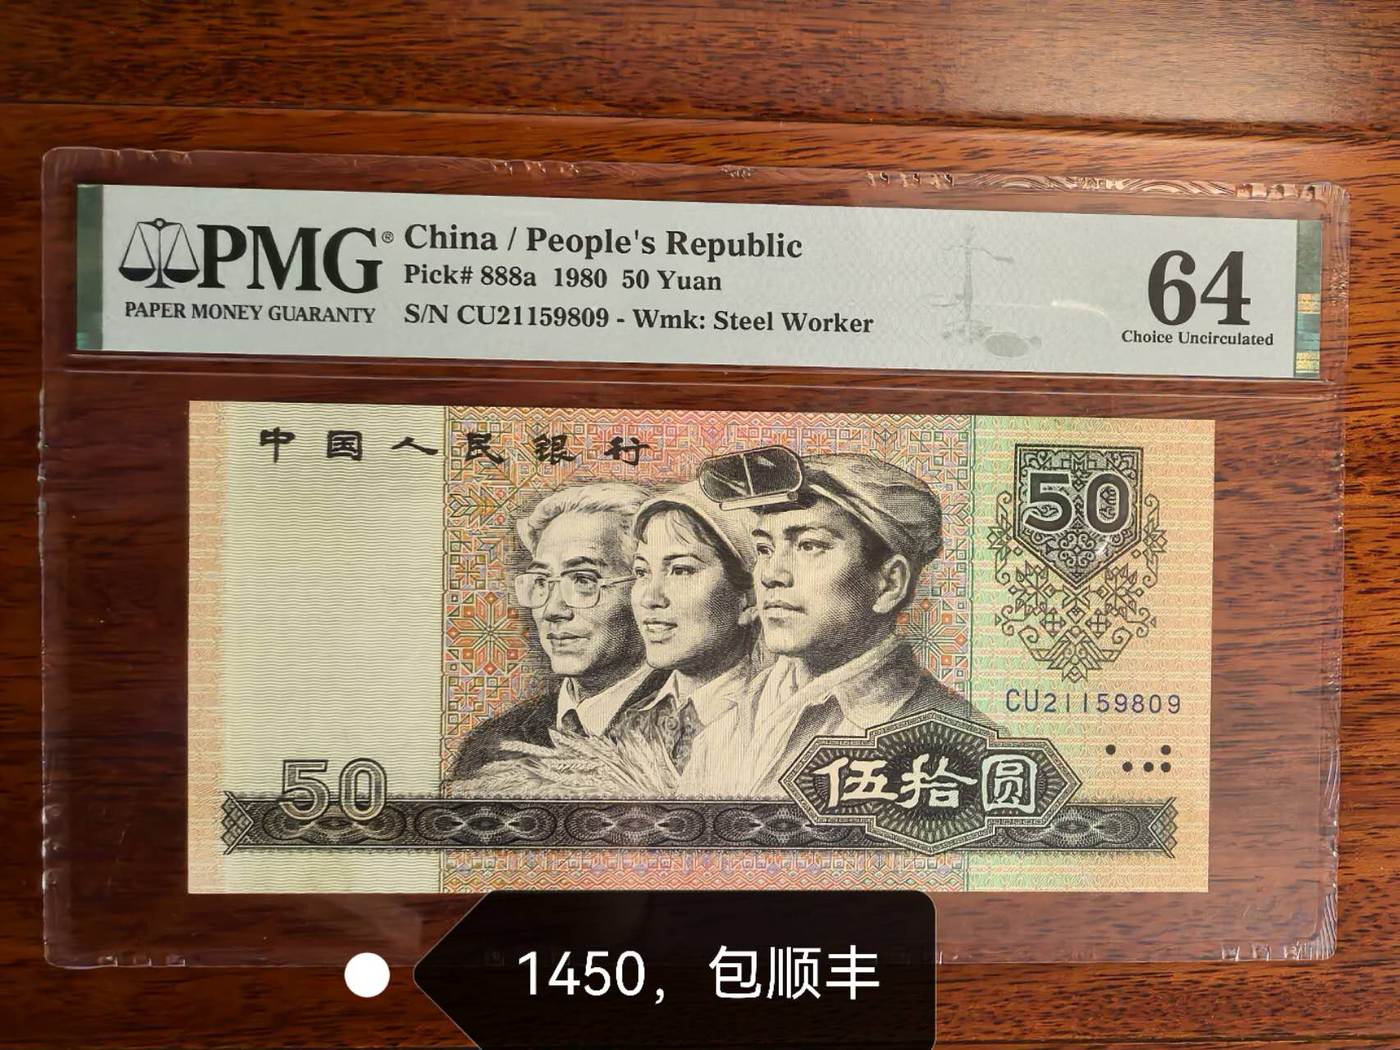 PMG®
PAPER MONEY GUARANTY
China / People's Republic
Pick# 888a 1980 50 Yuan
S/N CU21159809 - Wmk: Steel Worker
64
Choice Uncirculated
中国人民银行
50
CU21159809
50
伍拾圆
1450，包顺丰